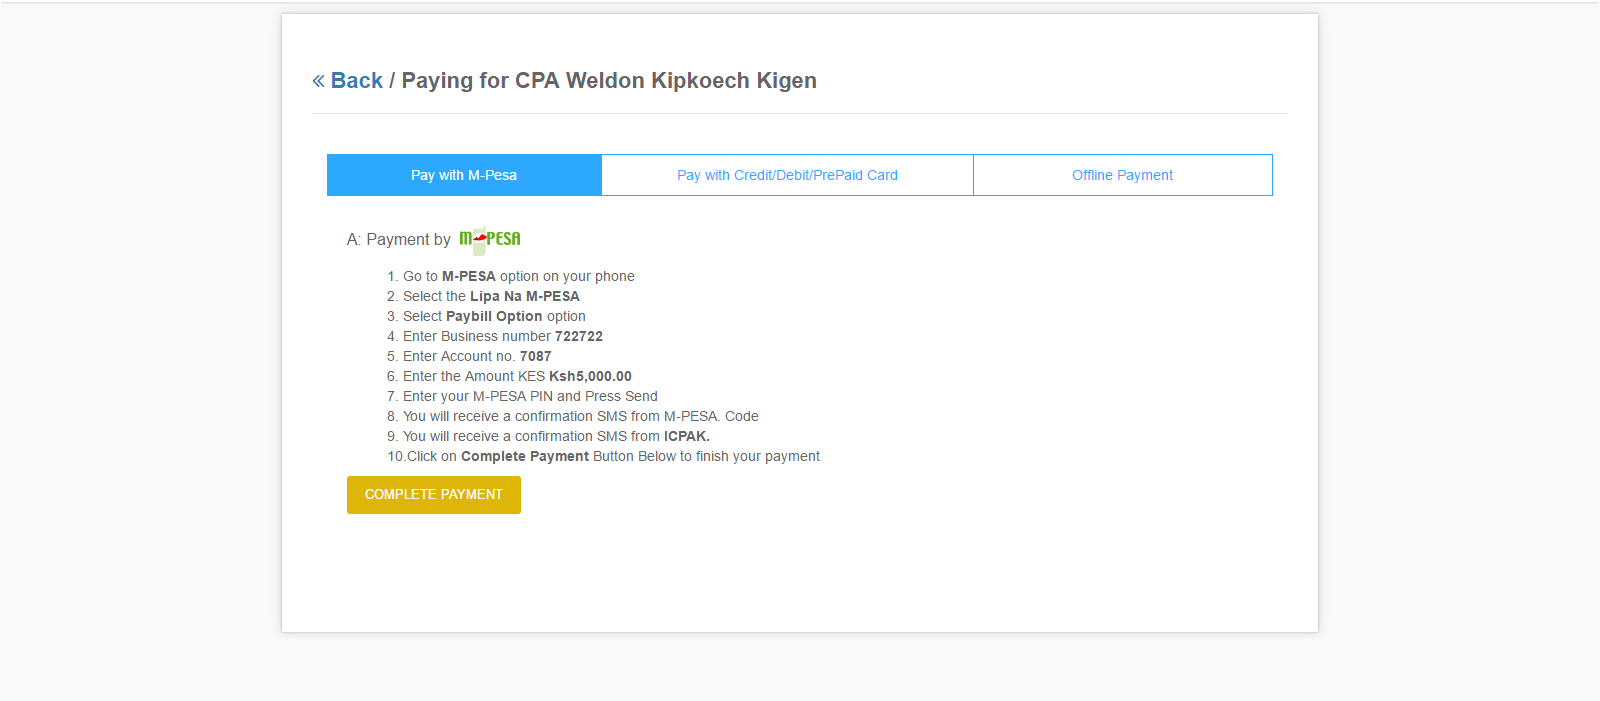 « Back / Paying for CPA Weldon Kipkoech Kigen
Pay with M-Pesa
Pay with Credit/Debit/PrePaid Card
Offline Payment
A: Payment by M-PESA
1. Go to M-PESA option on your phone
2. Select the Lipa Na M-PESA
3. Select Paybill Option option
4. Enter Business number 722722
5. Enter Account no. 7087
6. Enter the Amount KES Ksh5,000.00
7. Enter your M-PESA PIN and Press Send
8. You will receive a confirmation SMS from M-PESA. Code
9. You will receive a confirmation SMS from ICPAK.
10.Click on Complete Payment Button Below to finish your payment
COMPLETE PAYMENT